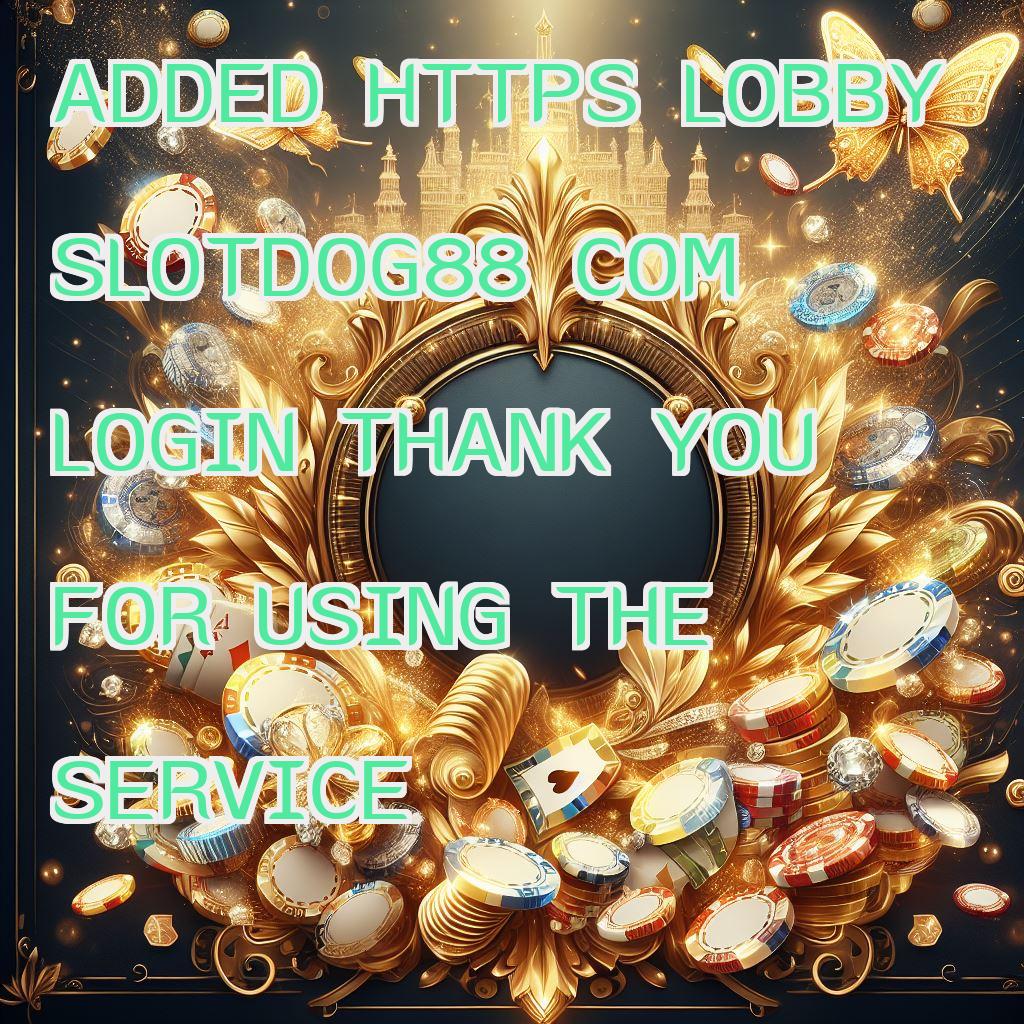 ADDED HTTPS LOBBY
SLOTDOG88 COM
LOGIN THANK YOU
FOR USING THE
SERVICE